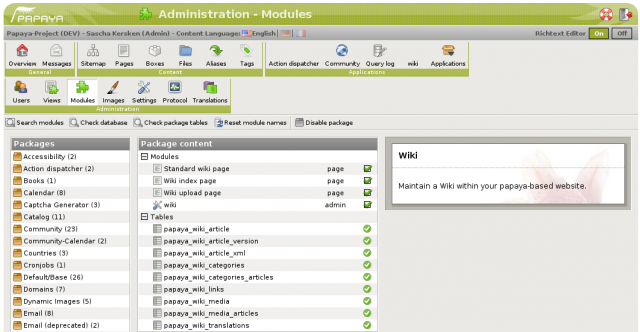 PAPAYA
Administration - Modules
Papaya-Project (DEV) - Sascha Kersken (Admin) - Content Language: English
Richtext Editor On Off
Overview Messages Sitemap Pages Boxes Files Aliases Tags Action dispatcher Community Query log wiki Applications
General Content Applications
Users Views Modules Images Settings Protocol Translations
Administration
Search modules Check database Check package tables Reset module names Disable package
Packages
Accessibility (2)
Action dispatcher (2)
Books (1)
Calendar (8)
Captcha Generator (3)
Catalog (11)
Community (23)
Community-Calendar (2)
Countries (3)
Cronjobs (1)
Default/Base (26)
Domains (7)
Dynamic Images (5)
Email (8)
Email (deprecated) (2)
Package content
Modules
Standard wiki page page
Wiki index page page
Wiki upload page page
wiki admin
Tables
papaya_wiki_article
papaya_wiki_article_version
papaya_wiki_article_xml
papaya_wiki_categories
papaya_wiki_categories_articles
papaya_wiki_links
papaya_wiki_media
papaya_wiki_media_articles
papaya_wiki_translations
Wiki
Maintain a Wiki within your papaya-based website.